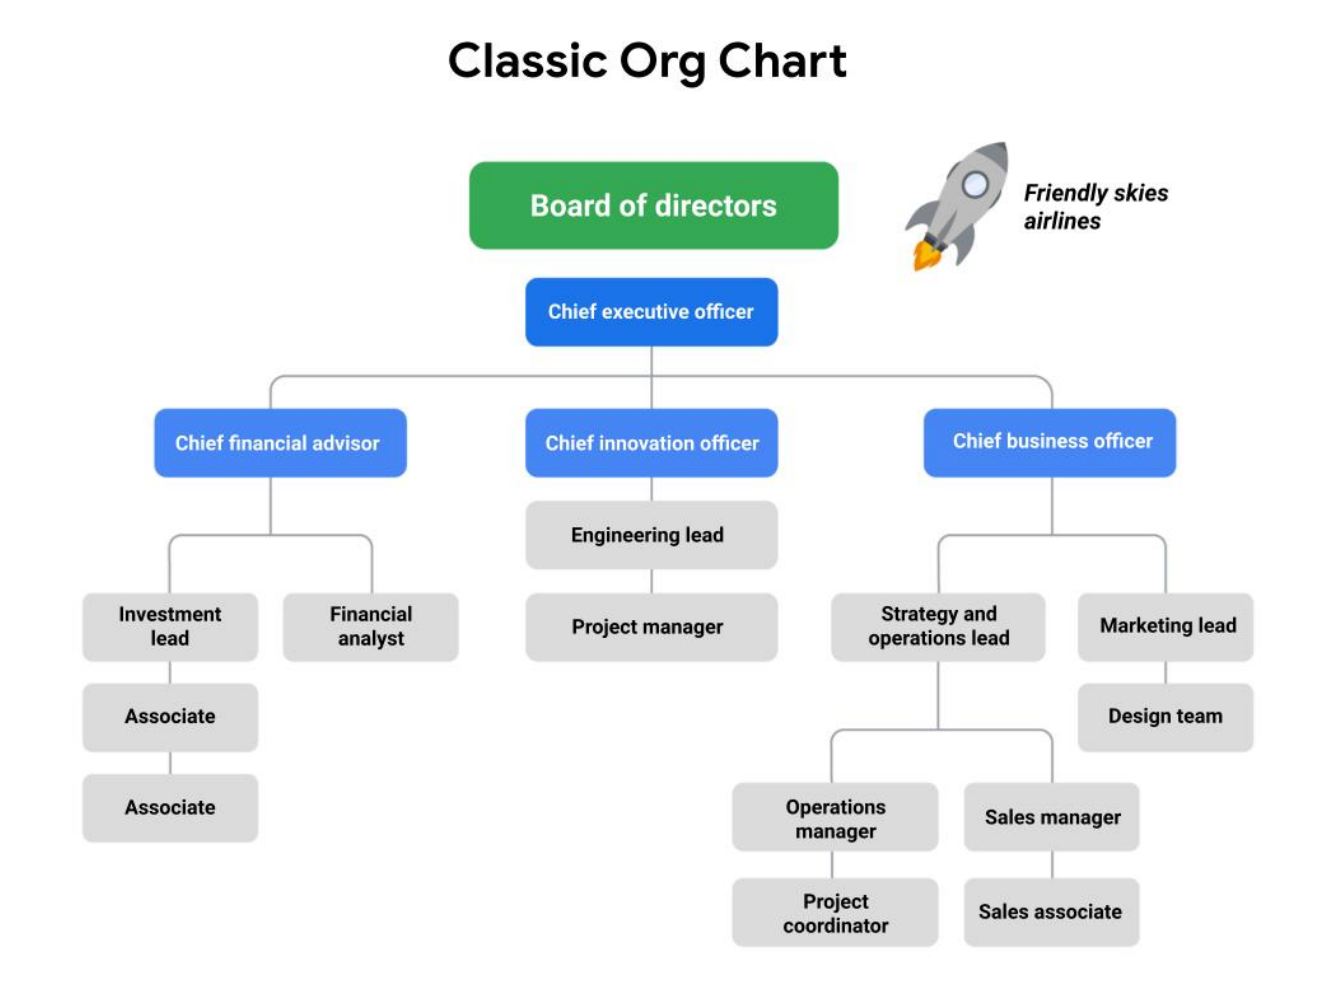 Classic Org Chart
Board of directors
Friendly skies
airlines
Chief executive officer
Chief financial advisor
Chief innovation officer
Chief business officer
Engineering lead
Investment
lead
Financial
analyst
Project manager
Strategy and
operations lead
Marketing lead
Associate
Design team
Associate
Operations
manager
Sales manager
Project
coordinator
Sales associate